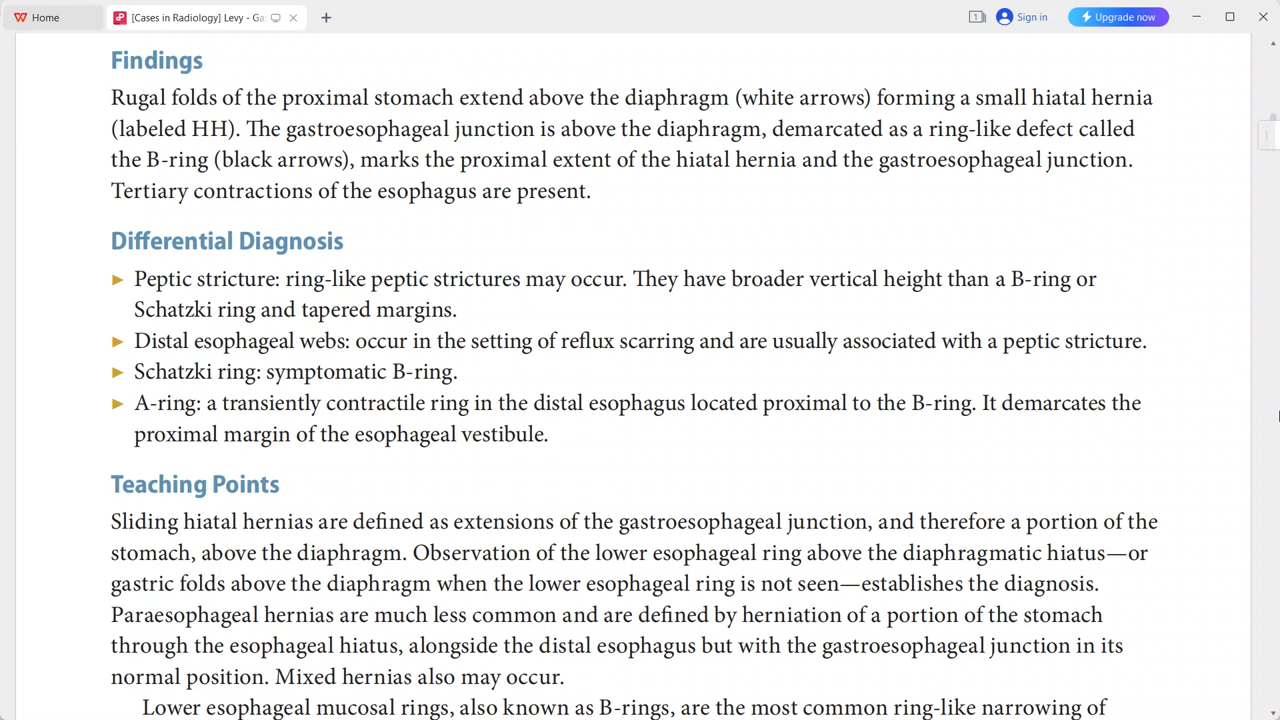 Home
[Cases in Radiology] Levy - Ga
1
Sign in
Upgrade now
Findings
Rugal folds of the proximal stomach extend above the diaphragm (white arrows) forming a small hiatal hernia
(labeled HH). The gastroesophageal junction is above the diaphragm, demarcated as a ring-like defect called
the B-ring (black arrows), marks the proximal extent of the hiatal hernia and the gastroesophageal junction.
Tertiary contractions of the esophagus are present.
Differential Diagnosis
► Peptic stricture: ring-like peptic strictures may occur. They have broader vertical height than a B-ring or
Schatzki ring and tapered margins.
► Distal esophageal webs: occur in the setting of reflux scarring and are usually associated with a peptic stricture.
► Schatzki ring: symptomatic B-ring.
► A-ring: a transiently contractile ring in the distal esophagus located proximal to the B-ring. It demarcates the
proximal margin of the esophageal vestibule.
Teaching Points
Sliding hiatal hernias are defined as extensions of the gastroesophageal junction, and therefore a portion of the
stomach, above the diaphragm. Observation of the lower esophageal ring above the diaphragmatic hiatus—or
gastric folds above the diaphragm when the lower esophageal ring is not seen—establishes the diagnosis.
Paraesophageal hernias are much less common and are defined by herniation of a portion of the stomach
through the esophageal hiatus, alongside the distal esophagus but with the gastroesophageal junction in its
normal position. Mixed hernias also may occur.
Lower esophageal mucosal rings, also known as B-rings, are the most common ring-like narrowing of